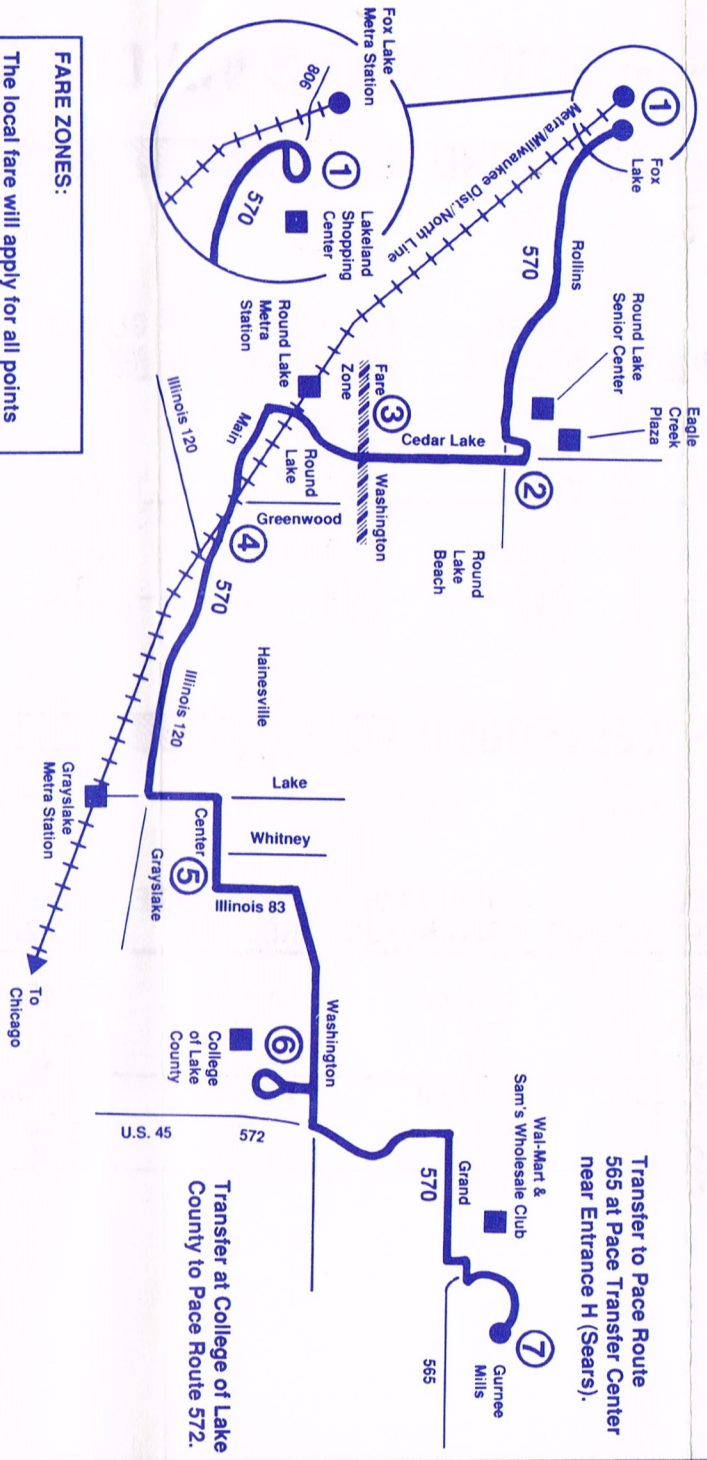 Fox Lake
Metra Station
806
1
Lakeland
Shopping
Center
570
1
Fox
Lake
Metra/Milwaukee Dist./North Line
570
Rollins
Round Lake
Senior Center
Eagle
Creek
Plaza
2
Cedar Lake
Round
Lake
Beach
Fare
Zone
3
Washington
Round Lake
Metra
Station
Round
Lake
Main
Greenwood
Illinois 120
4
570
Hainesville
Illinois 120
Lake
Whitney
Center
5
Grayslake
Illinois 83
Grayslake
Metra Station
To
Chicago
Washington
6
College
of Lake
County
U.S. 45
572
Transfer at College of Lake
County to Pace Route 572.
Wal-Mart &
Sam's Wholesale Club
Grand
570
7
Gurnee
Mills
565
Transfer to Pace Route
565 at Pace Transfer Center
near Entrance H (Sears).
FARE ZONES:
The local fare will apply for all points